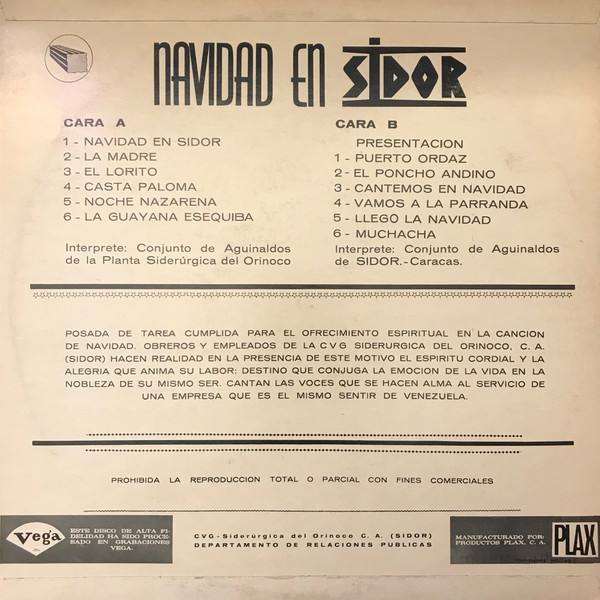 NAVIDAD EN SIDOR
CARA A
1 - NAVIDAD EN SIDOR
2 - LA MADRE
3 - EL LORITO
4 - CASTA PALOMA
5 - NOCHE NAZARENA
6 - LA GUAYANA ESEQUIBA
Interprete: Conjunto de Aguinaldos
de la Planta Siderúrgica del Orinoco
CARA B
PRESENTACION
1 - PUERTO ORDAZ
2 - EL PONCHO ANDINO
3 - CANTEMOS EN NAVIDAD
4 - VAMOS A LA PARRANDA
5 - LLEGO LA NAVIDAD
6 - MUCHACHA
Interprete: Conjunto de Aguinaldos
de SIDOR.-Caracas.
POSADA DE TAREA CUMPLIDA PARA EL OFRECIMIENTO ESPIRITUAL EN LA CANCION
DE NAVIDAD. OBREROS Y EMPLEADOS DE LA CVG SIDERURGICA DEL ORINOCO, C. A.
(SIDOR) HACEN REALIDAD EN LA PRESENCIA DE ESTE MOTIVO EL ESPIRITU CORDIAL Y LA
ALEGRIA QUE ANIMA SU LABOR: DESTINO QUE CONJUGA LA EMOCION DE LA VIDA EN LA
NOBLEZA DE SU MISMO SER. CANTAN LAS VOCES QUE SE HACEN ALMA AL SERVICIO DE
UNA EMPRESA QUE ES EL MISMO SENTIR DE VENEZUELA.
PROHIBIDA LA REPRODUCCION TOTAL O PARCIAL CON FINES COMERCIALES
Vega
ESTE DISCO DE ALTA FI-
DELIDAD HA SIDO PROCE-
SADO EN GRABACIONES
VEGA.
CVG - Siderúrgica del Orinoco C. A. (SIDOR)
DEPARTAMENTO DE RELACIONES PUBLICAS
MANUFACTURADO POR:
PRODUCTOS PLAX, C. A.
PLAX